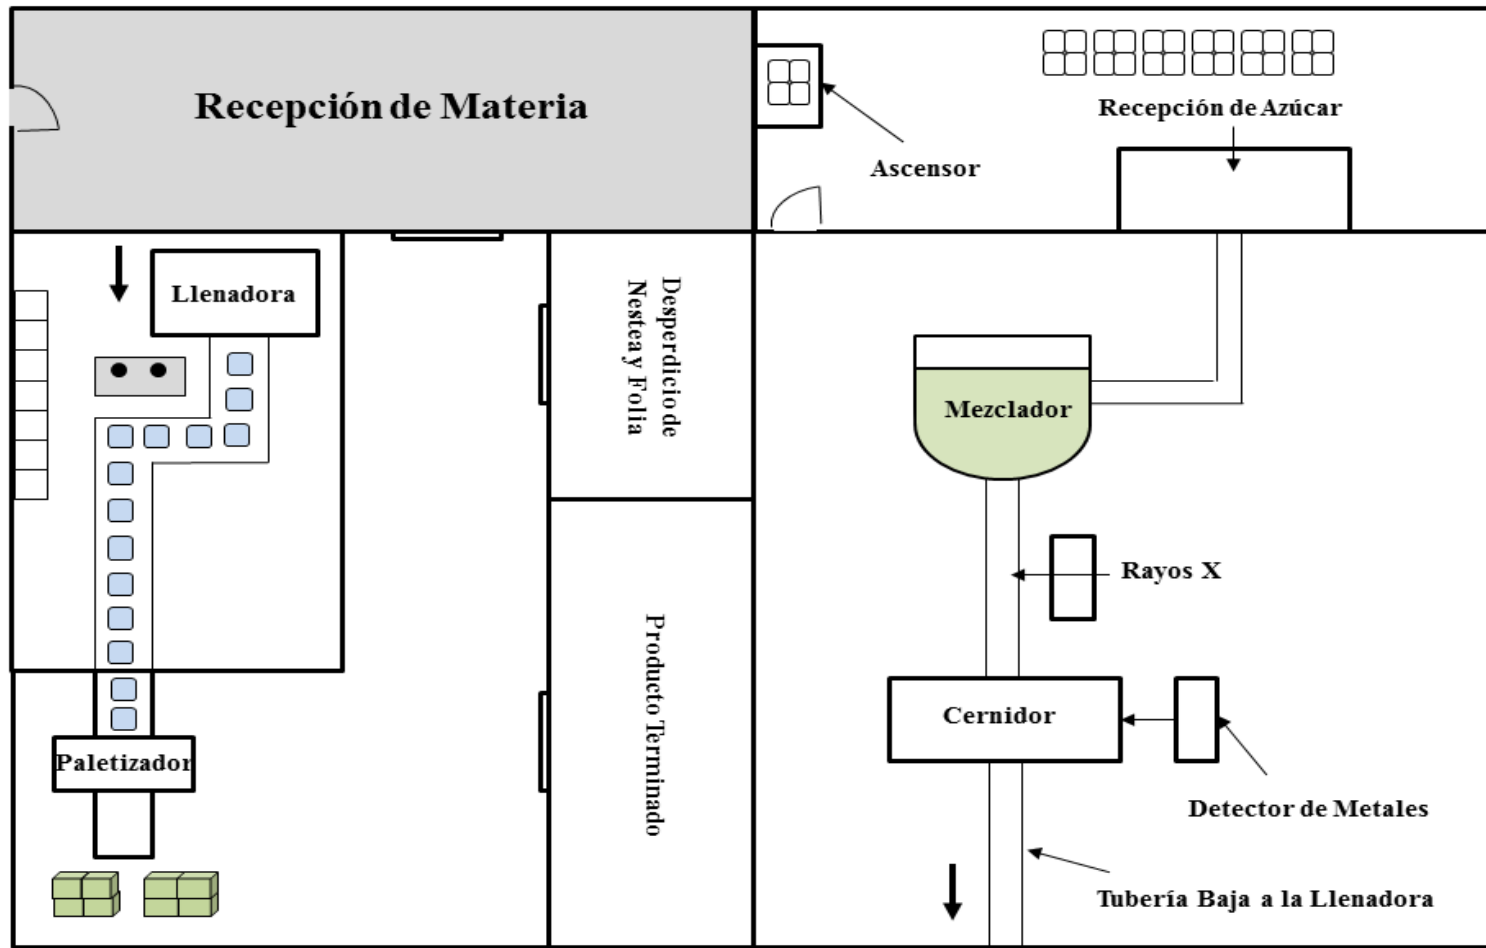 Recepción de Materia
Ascensor
Recepción de Azúcar
Llenadora
Desperdicio de
Nestea y Folia
Mezclador
Rayos X
Producto Terminado
Cernidor
Paletizador
Detector de Metales
Tubería Baja a la Llenadora